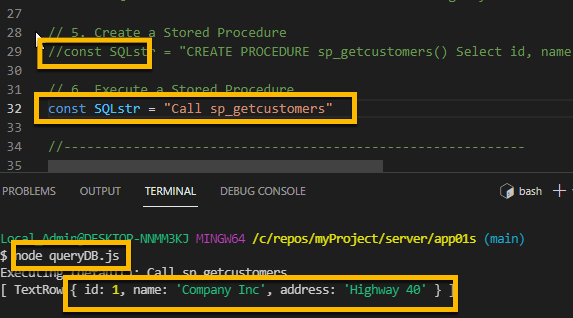 27
28 // 5. Create a Stored Procedure
29 //const SQLstr = "CREATE PROCEDURE sp_getcustomers() Select id, name
30
31 // 6. Execute a Stored Procedure
32 const SQLstr = "Call sp_getcustomers"
33
34 //----------------------------------------------------------
35
PROBLEMS OUTPUT TERMINAL DEBUG CONSOLE bash
Local Admin@DESKTOP-NNMM3KJ MINGW64 /c/repos/myProject/server/app01s (main)
$ node queryDB.js
Executing (default): Call sp_getcustomers
[ TextRow { id: 1, name: 'Company Inc', address: 'Highway 40' } ]